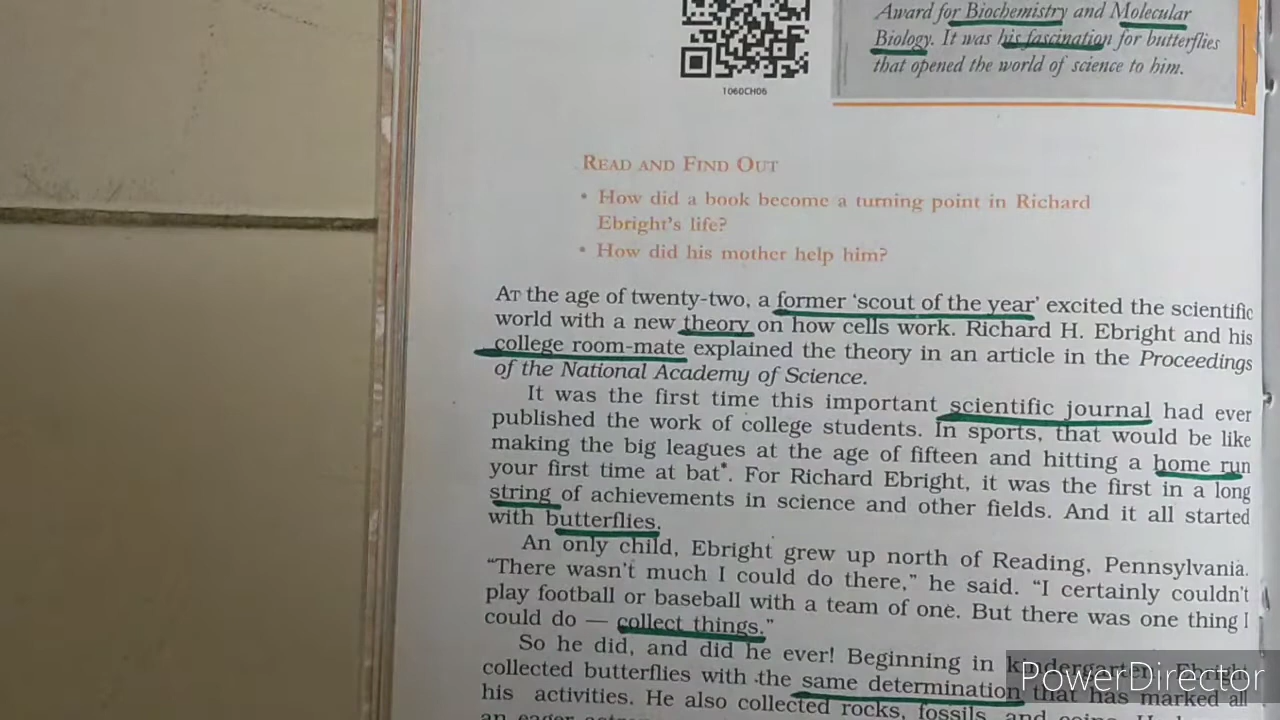 Award for Biochemistry and Molecular
Biology. It was his fascination for butterflies
that opened the world of science to him.
1060CH06
READ AND FIND OUT
• How did a book become a turning point in Richard
Ebright's life?
• How did his mother help him?
AT the age of twenty-two, a former 'scout of the year' excited the scientific
world with a new theory on how cells work. Richard H. Ebright and his
college room-mate explained the theory in an article in the Proceedings
of the National Academy of Science.
It was the first time this important scientific journal had ever
published the work of college students. In sports, that would be like
making the big leagues at the age of fifteen and hitting a home run
your first time at bat*. For Richard Ebright, it was the first in a long
string of achievements in science and other fields. And it all started
with butterflies.
An only child, Ebright grew up north of Reading, Pennsylvania.
“There wasn't much I could do there,” he said. “I certainly couldn't
play football or baseball with a team of one. But there was one thing I
could do — collect things.”
So he did, and did he ever! Beginning in kindergarten, Ebright
collected butterflies with the same determination that has marked all
his activities. He also collected rocks, fossils, and coins.
an eager
PowerDirector